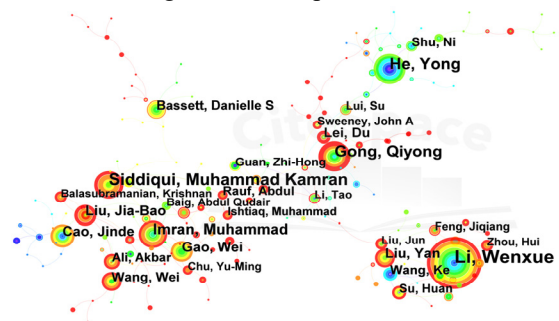 Shu, Ni
He, Yong
Bassett, Danielle S
Lui, Su
Sweeney, John A
Lei, Du
CiteSpace
Gong, Qiyong
Guan, Zhi-Hong
Siddiqui, Muhammad Kamran
Balasubramanian, Krishnan
Rauf, Abdul
Li, Tao
Baig, Abdul Qudair
Liu, Jia-Bao
Ishtiaq, Muhammad
Cao, Jinde
Imran, Muhammad
Feng, Jiqiang
Liu, Jun
Zhou, Hui
Gao, Wei
Liu, Yan
Li, Wenxue
Ali, Akbar
Chu, Yu-Ming
Wang, Ke
Wang, Wei
Su, Huan